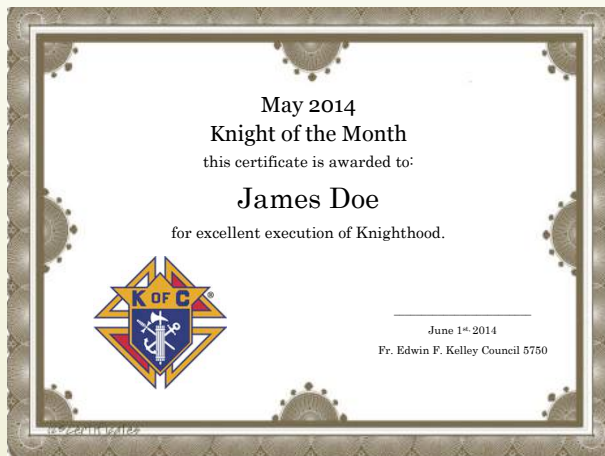 May 2014
Knight of the Month
this certificate is awarded to:
James Doe
for excellent execution of Knighthood.
K OF C®
June 1st, 2014
Fr. Edwin F. Kelley Council 5750